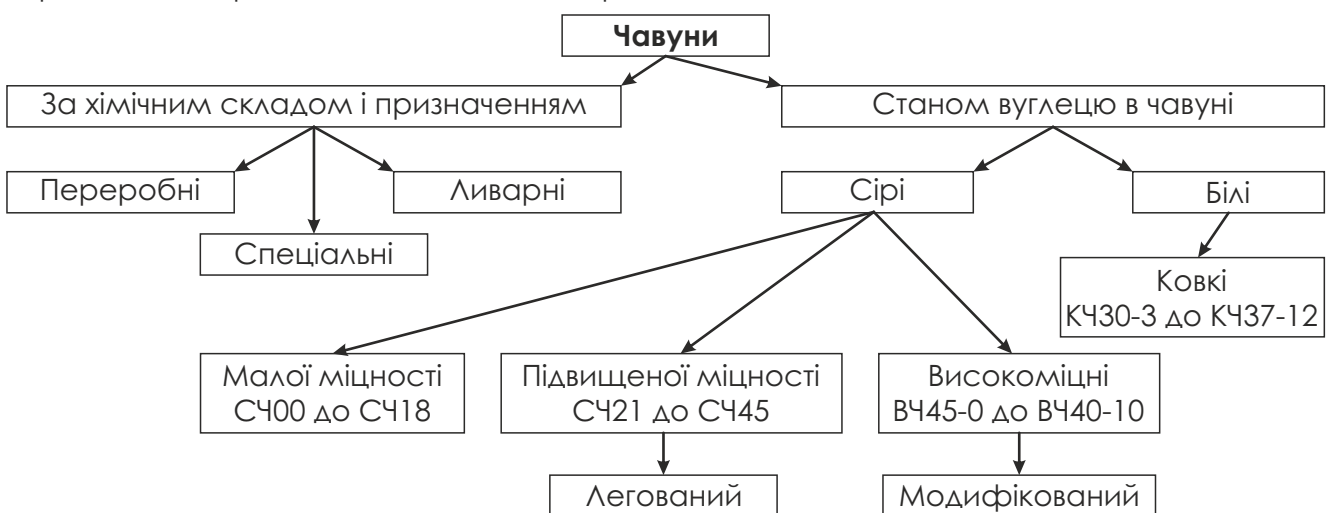 Чавуни
За хімічним складом і призначенням
Станом вуглецю в чавуні
Переробні
Ливарні
Сірі
Білі
Спеціальні
Ковкі
КЧ30-3 до КЧ37-12
Малої міцності
СЧ00 до СЧ18
Підвищеної міцності
СЧ21 до СЧ45
Високоміцні
ВЧ45-0 до ВЧ40-10
Легований
Модифікований